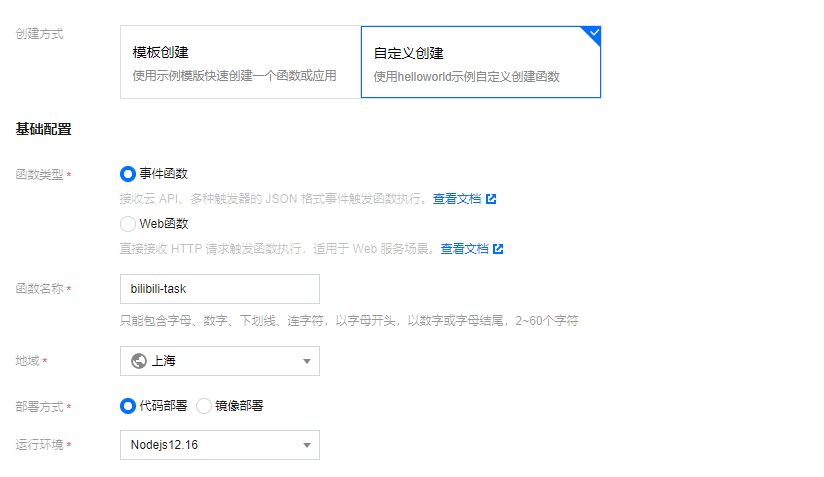 创建方式
模板创建
使用示例模版快速创建一个函数或应用
自定义创建
使用helloworld示例自定义创建函数
基础配置
函数类型 *
事件函数
接收云 API、多种触发器的 JSON 格式事件触发函数执行。查看文档
Web函数
直接接收 HTTP 请求触发函数执行，适用于 Web 服务场景。查看文档
函数名称 *
bilibili-task
只能包含字母、数字、下划线、连字符，以字母开头，以数字或字母结尾，2~60个字符
地域 *
上海
部署方式 *
代码部署 镜像部署
运行环境 *
Nodejs12.16